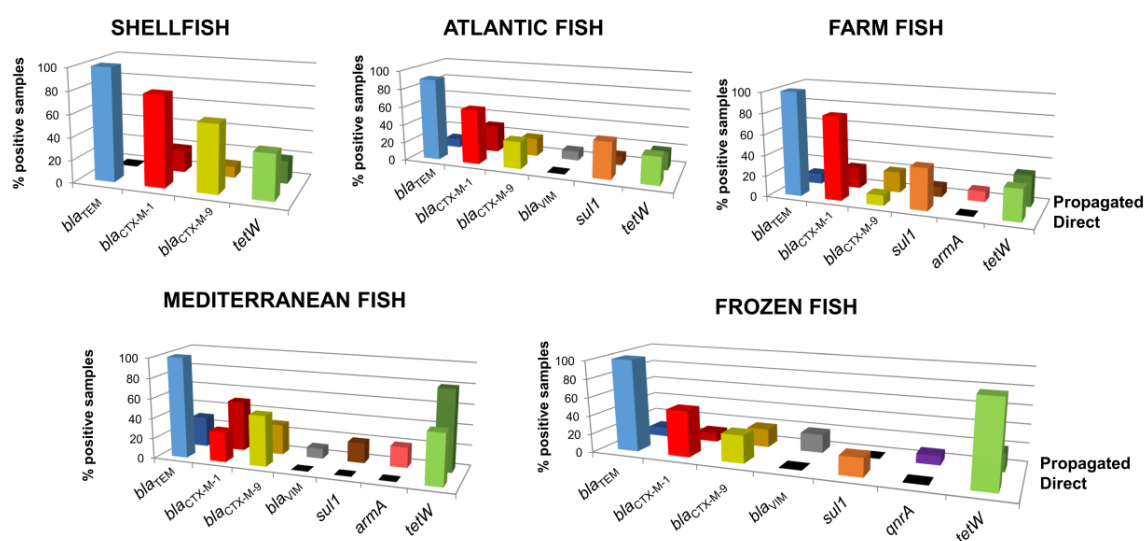 SHELLFISH
% positive samples
100
80
60
40
20
0
blaTEM
blaCTX-M-1
blaCTX-M-9
tetW
ATLANTIC FISH
% positive samples
100
80
60
40
20
0
blaTEM
blaCTX-M-1
blaCTX-M-9
blaVIM
sul1
tetW
FARM FISH
% positive samples
100
80
60
40
20
0
blaTEM
blaCTX-M-1
blaCTX-M-9
sul1
armA
tetW
Propagated
Direct
MEDITERRANEAN FISH
% positive samples
100
80
60
40
20
0
blaTEM
blaCTX-M-1
blaCTX-M-9
blaVIM
sul1
armA
tetW
FROZEN FISH
% positive samples
100
80
60
40
20
0
blaTEM
blaCTX-M-1
blaCTX-M-9
blaVIM
sul1
qnrA
tetW
Propagated
Direct